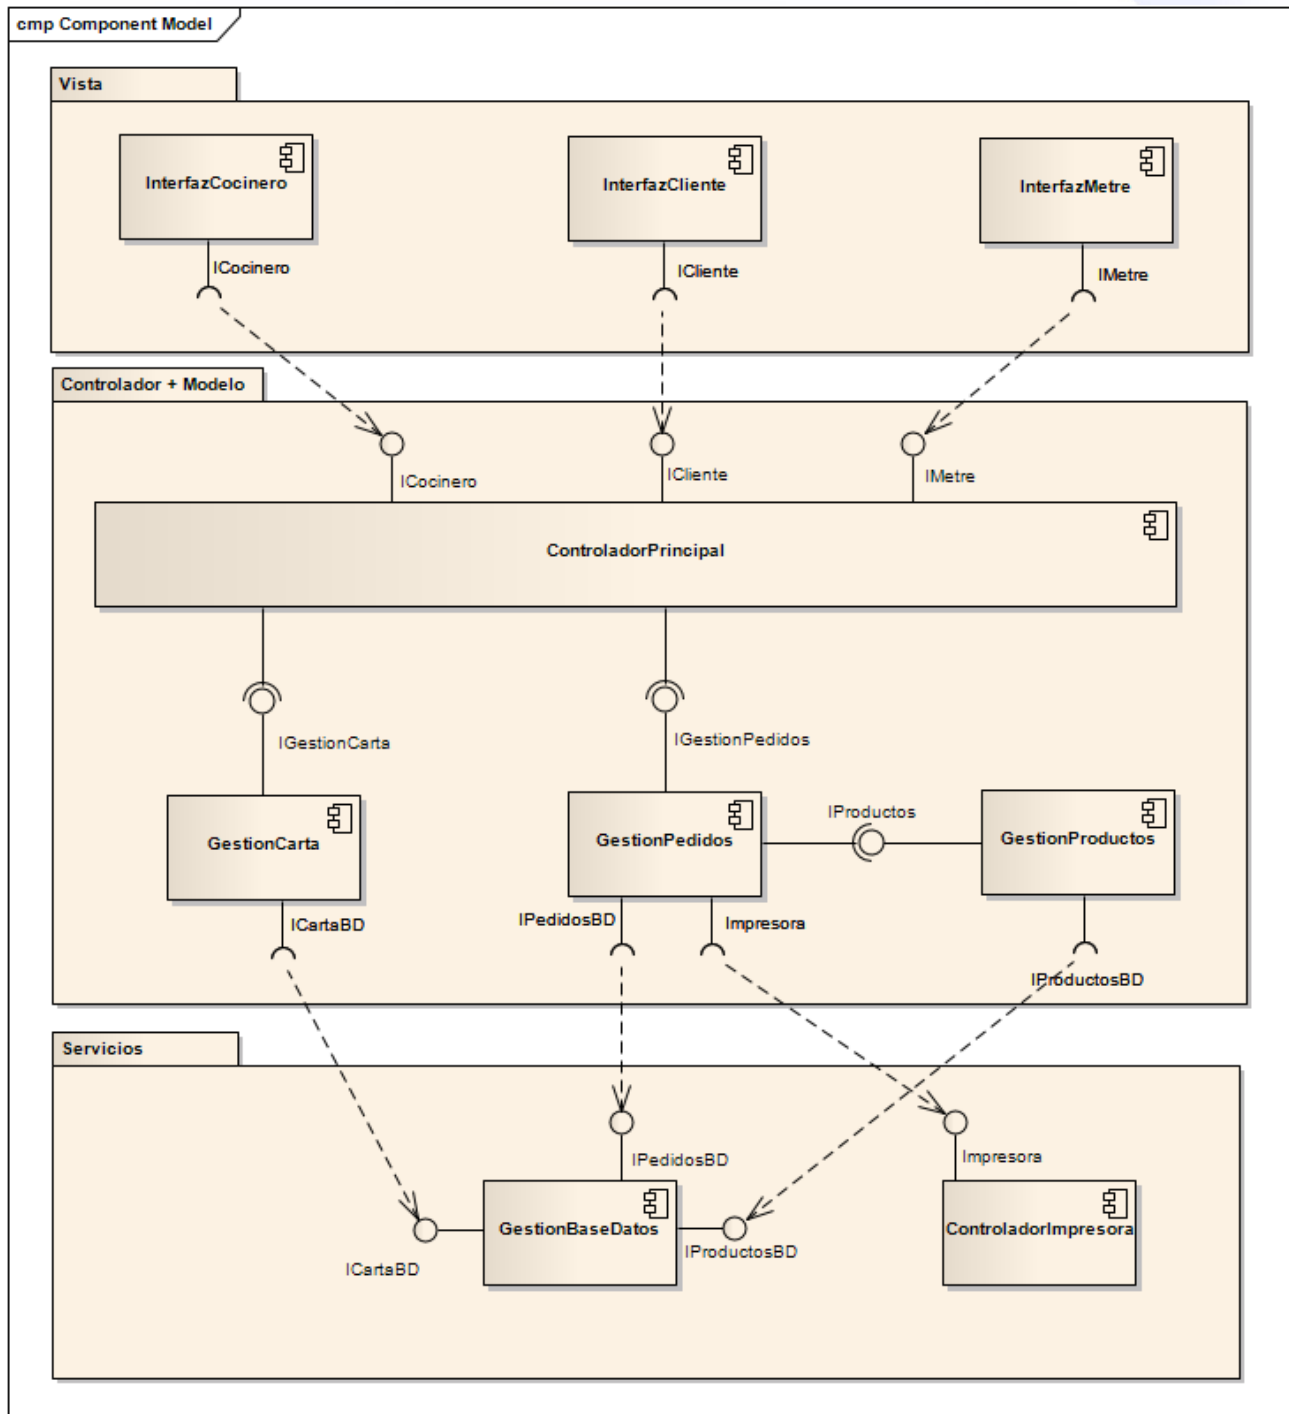 cmp Component Model
Vista
InterfazCocinero
InterfazCliente
InterfazMetre
ICocinero
ICliente
IMetre
Controlador + Modelo
ICocinero
ICliente
IMetre
ControladorPrincipal
IGestionCarta
IGestionPedidos
GestionCarta
GestionPedidos
IProductos
GestionProductos
ICartaBD
IPedidosBD
Impresora
IProductosBD
Servicios
IPedidosBD
Impresora
GestionBaseDatos
ControladorImpresora
ICartaBD
IProductosBD